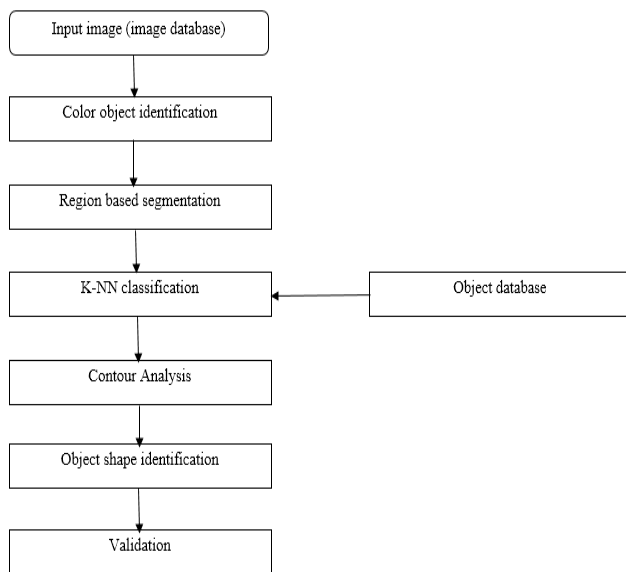 Input image (image database)
Color object identification
Region based segmentation
K-NN classification
Object database
Contour Analysis
Object shape identification
Validation